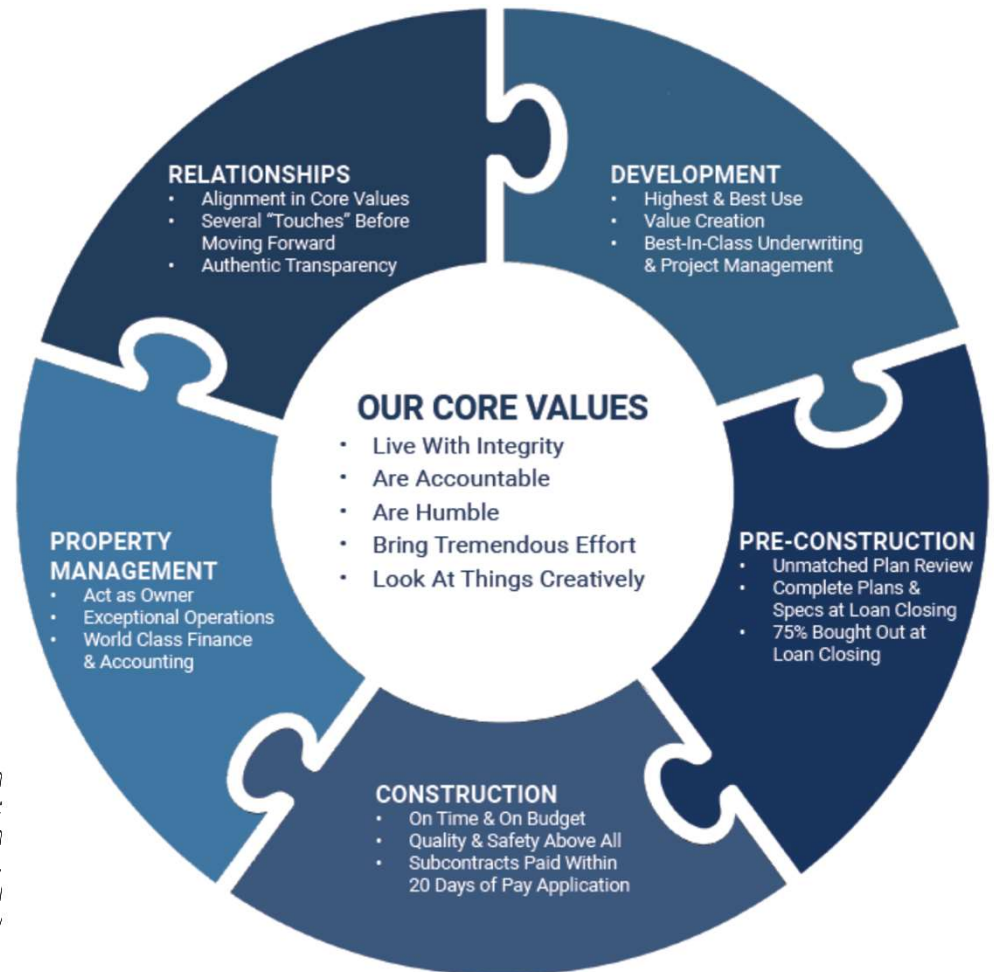 RELATIONSHIPS
• Alignment in Core Values
• Several “Touches” Before
Moving Forward
• Authentic Transparency
DEVELOPMENT
• Highest & Best Use
• Value Creation
• Best-In-Class Underwriting
& Project Management
OUR CORE VALUES
• Live With Integrity
• Are Accountable
• Are Humble
• Bring Tremendous Effort
• Look At Things Creatively
PROPERTY
MANAGEMENT
• Act as Owner
• Exceptional Operations
• World Class Finance
& Accounting
PRE-CONSTRUCTION
• Unmatched Plan Review
• Complete Plans &
Specs at Loan Closing
• 75% Bought Out at
Loan Closing
CONSTRUCTION
• On Time & On Budget
• Quality & Safety Above All
• Subcontracts Paid Within
20 Days of Pay Application